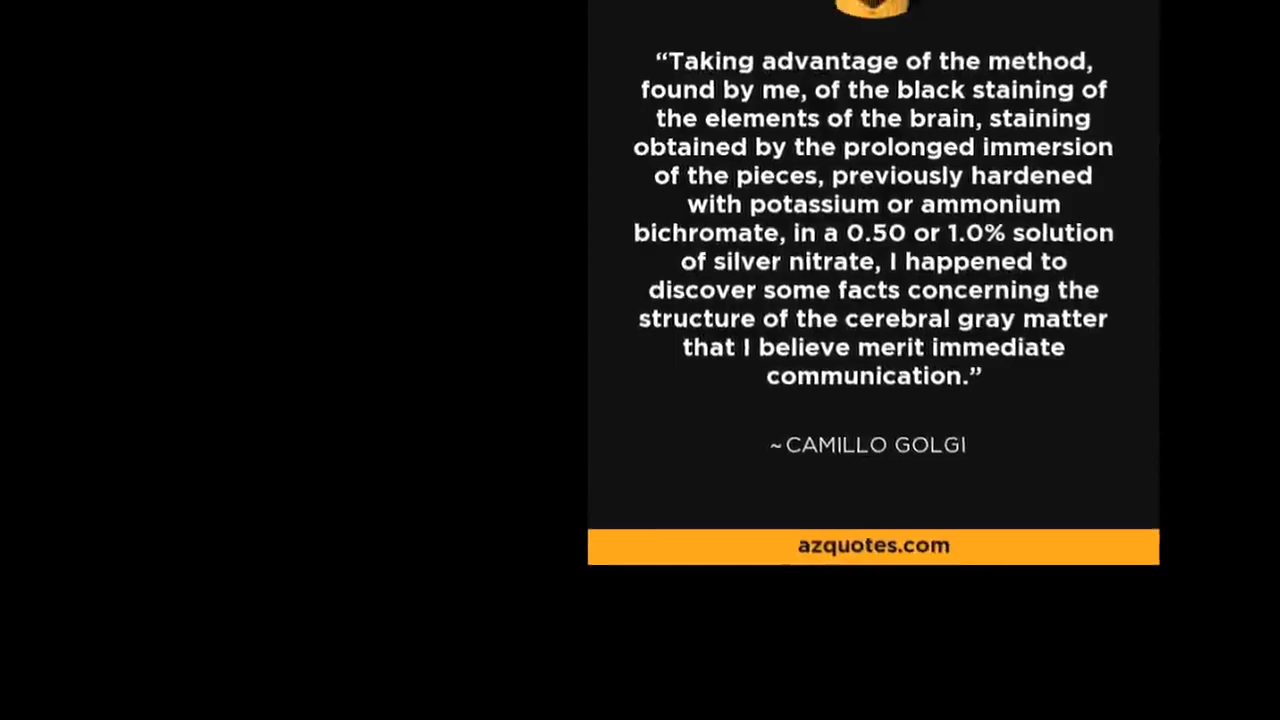 “Taking advantage of the method,
found by me, of the black staining of
the elements of the brain, staining
obtained by the prolonged immersion
of the pieces, previously hardened
with potassium or ammonium
bichromate, in a 0.50 or 1.0% solution
of silver nitrate, I happened to
discover some facts concerning the
structure of the cerebral gray matter
that I believe merit immediate
communication.”
~ CAMILLO GOLGI
azquotes.com